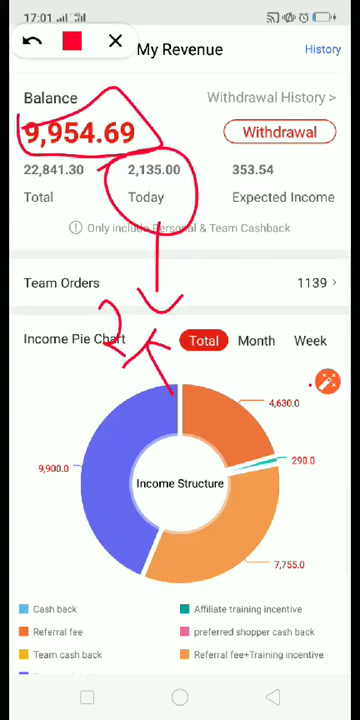 17:01
My Revenue
History
Balance
Withdrawal History >
9,954.69
Withdrawal
22,841.30
2,135.00
353.54
Total
Today
Expected Income
Only include Personal & Team Cashback
Team Orders
1139 >
Income Pie Chart
Total
Month
Week
2k
4,630.0
290.0
9,900.0
Income Structure
7,755.0
Cash back
Affiliate training incentive
Referral fee
preferred shopper cash back
Team cash back
Referral fee+Training incentive